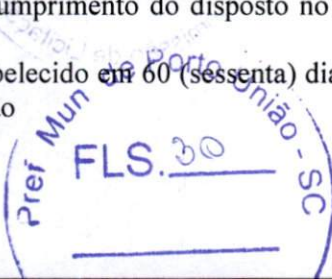 umprimento do disposto no
belecido em 60 (sessenta) dia
o
Pref Mun de Porto União - SC
FLS. 30